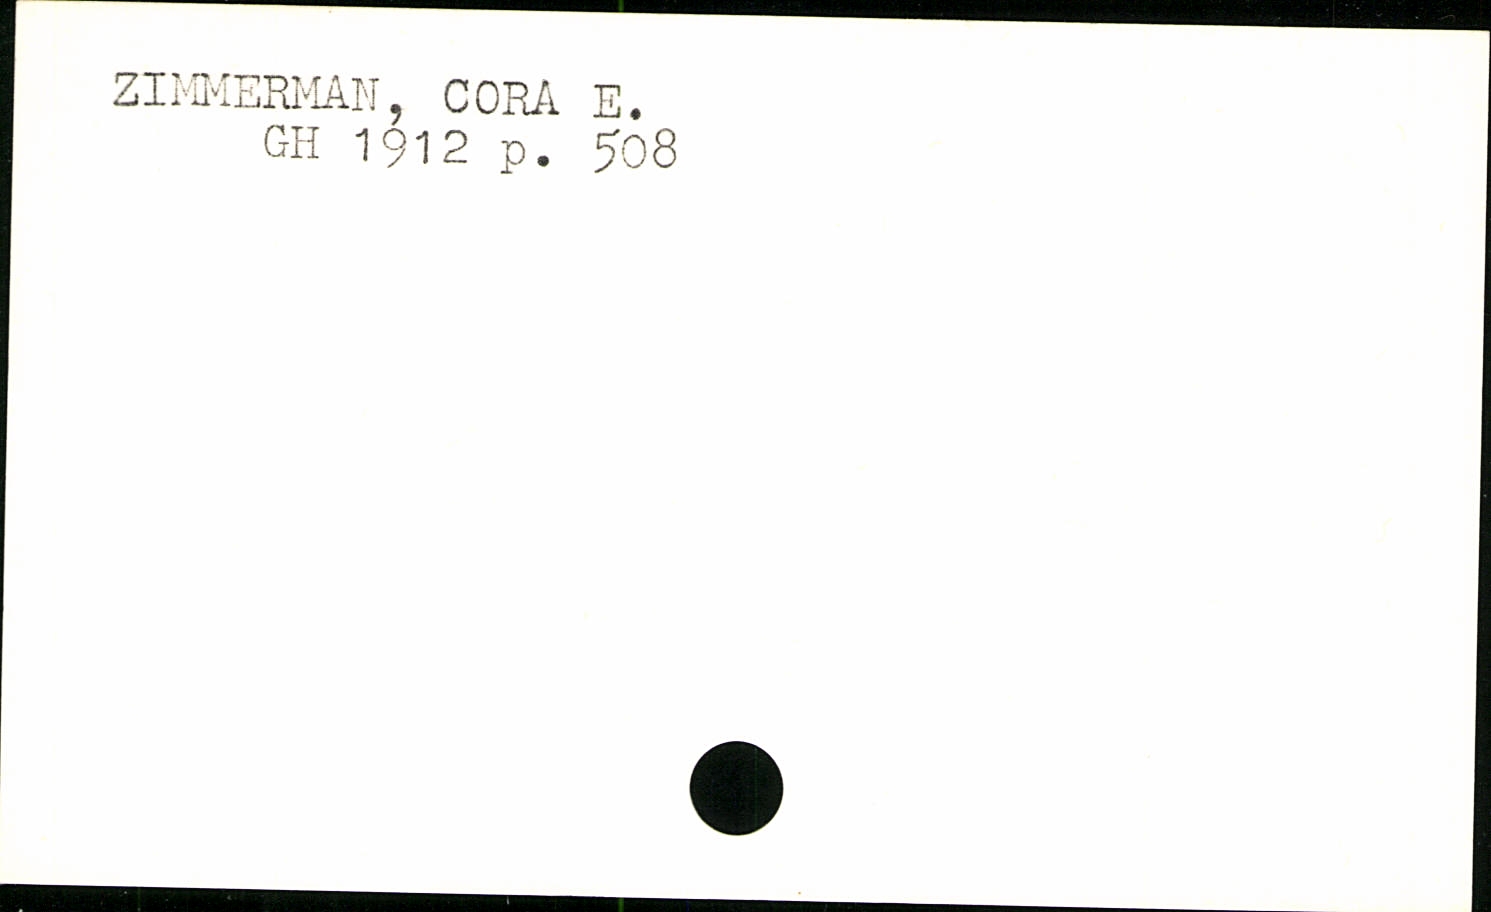 ZIMMERMAN, CORA E.
GH 1912 p. 508